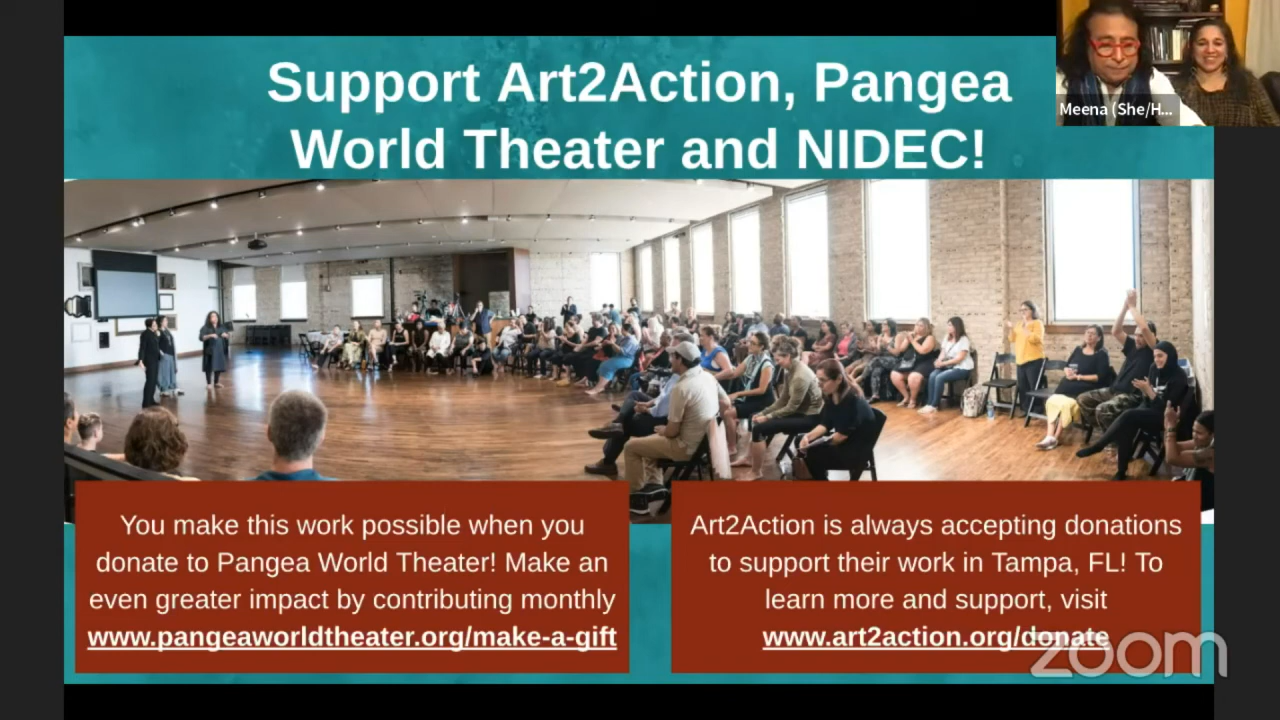 Support Art2Action, Pangea
World Theater and NIDEC!
Meena (She/H...
You make this work possible when you
donate to Pangea World Theater! Make an
even greater impact by contributing monthly
www.pangeaworldtheater.org/make-a-gift
Art2Action is always accepting donations
to support their work in Tampa, FL! To
learn more and support, visit
www.art2action.org/donate
zoom